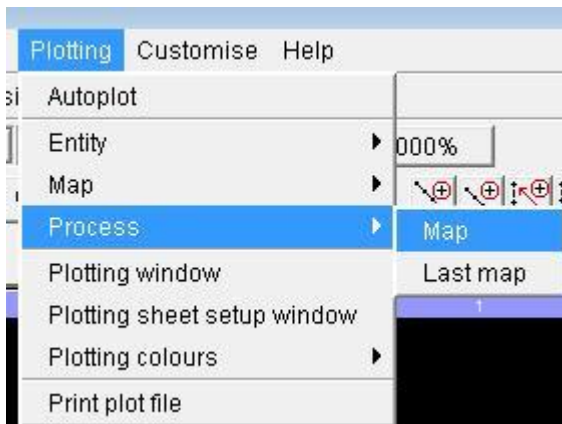 Plotting Customise Help
si Autoplot
Entity 000%
Map
Process Map
Plotting window Last map
Plotting sheet setup window
Plotting colours
Print plot file